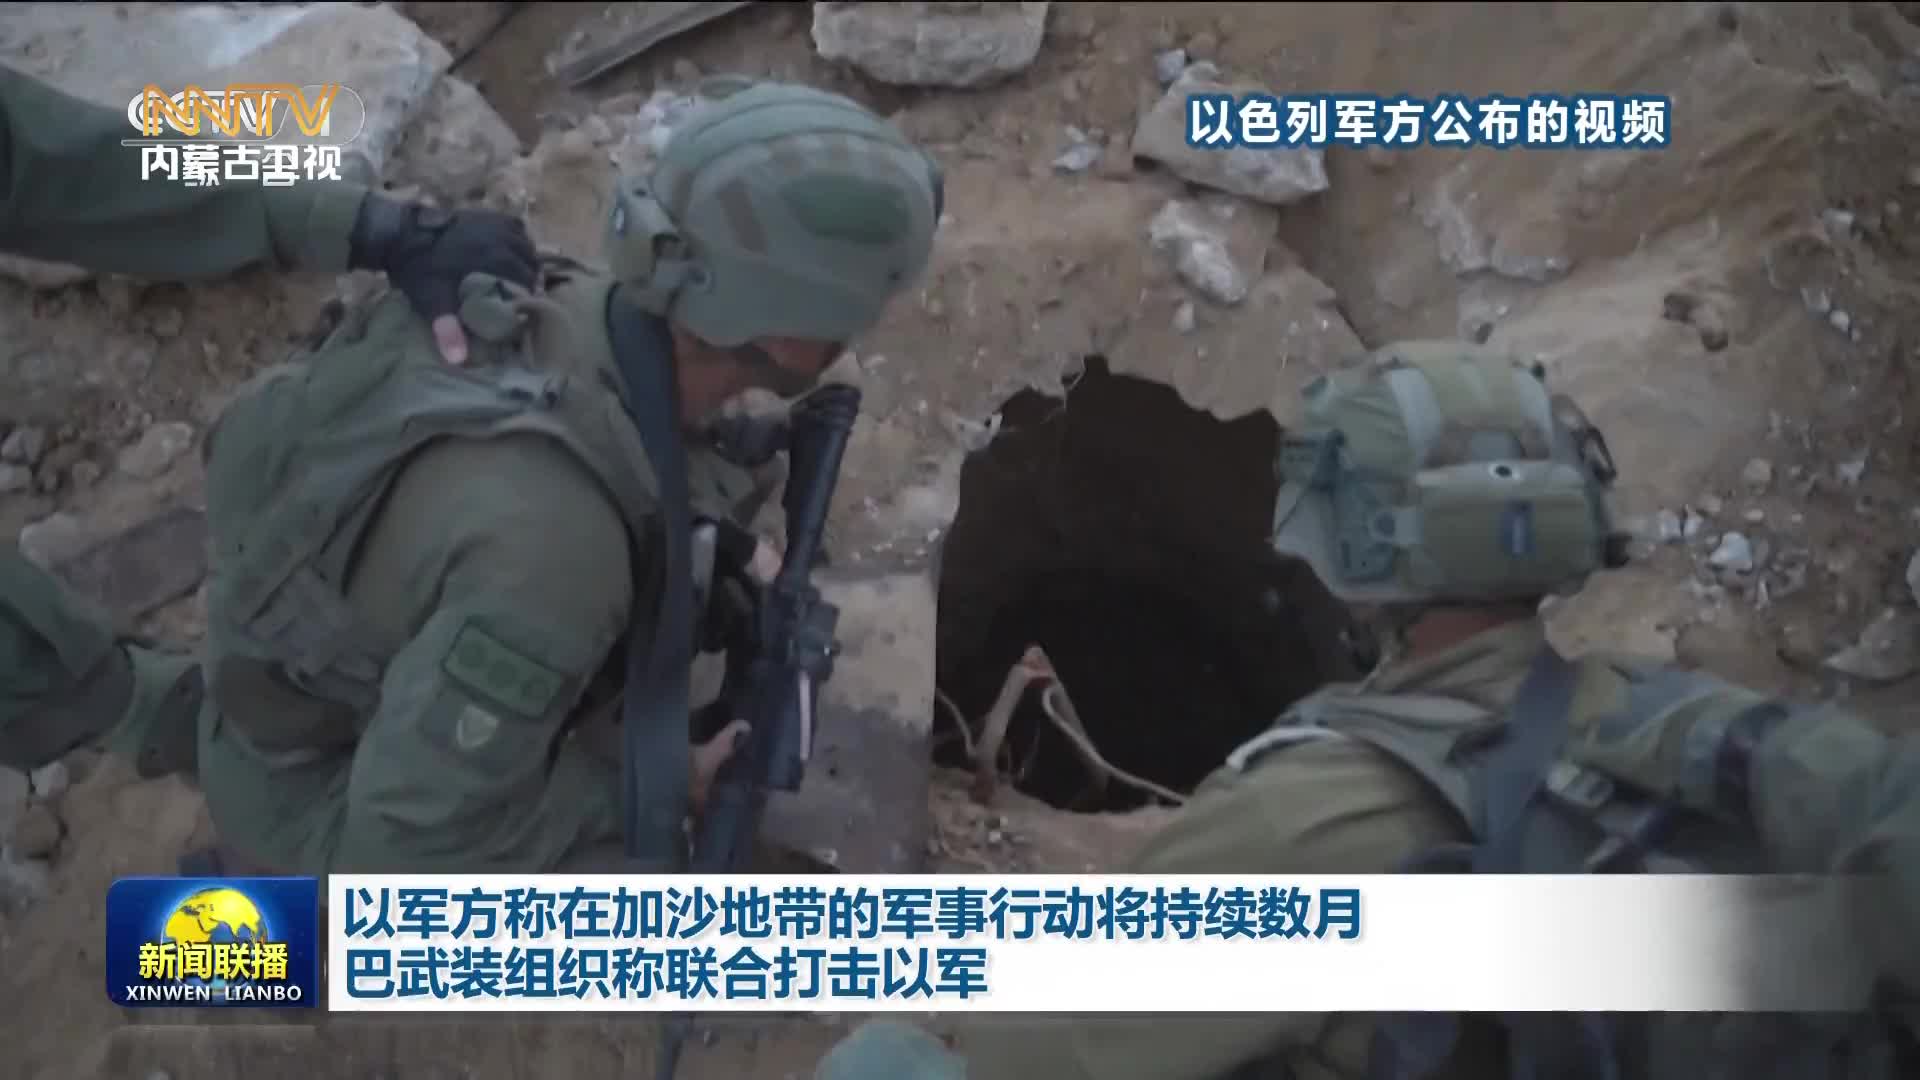 NNTV
内蒙古卫视
以色列军方公布的视频
以军方称在加沙地带的军事行动将持续数月
巴武装组织称联合打击以军
新闻联播
XINWEN LIANBO